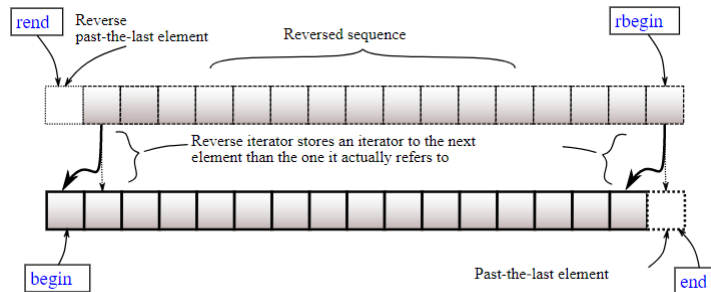 rend
Reverse
past-the-last element
Reversed sequence
rbegin
Reverse iterator stores an iterator to the next
element than the one it actually refers to
begin
Past-the-last element
end